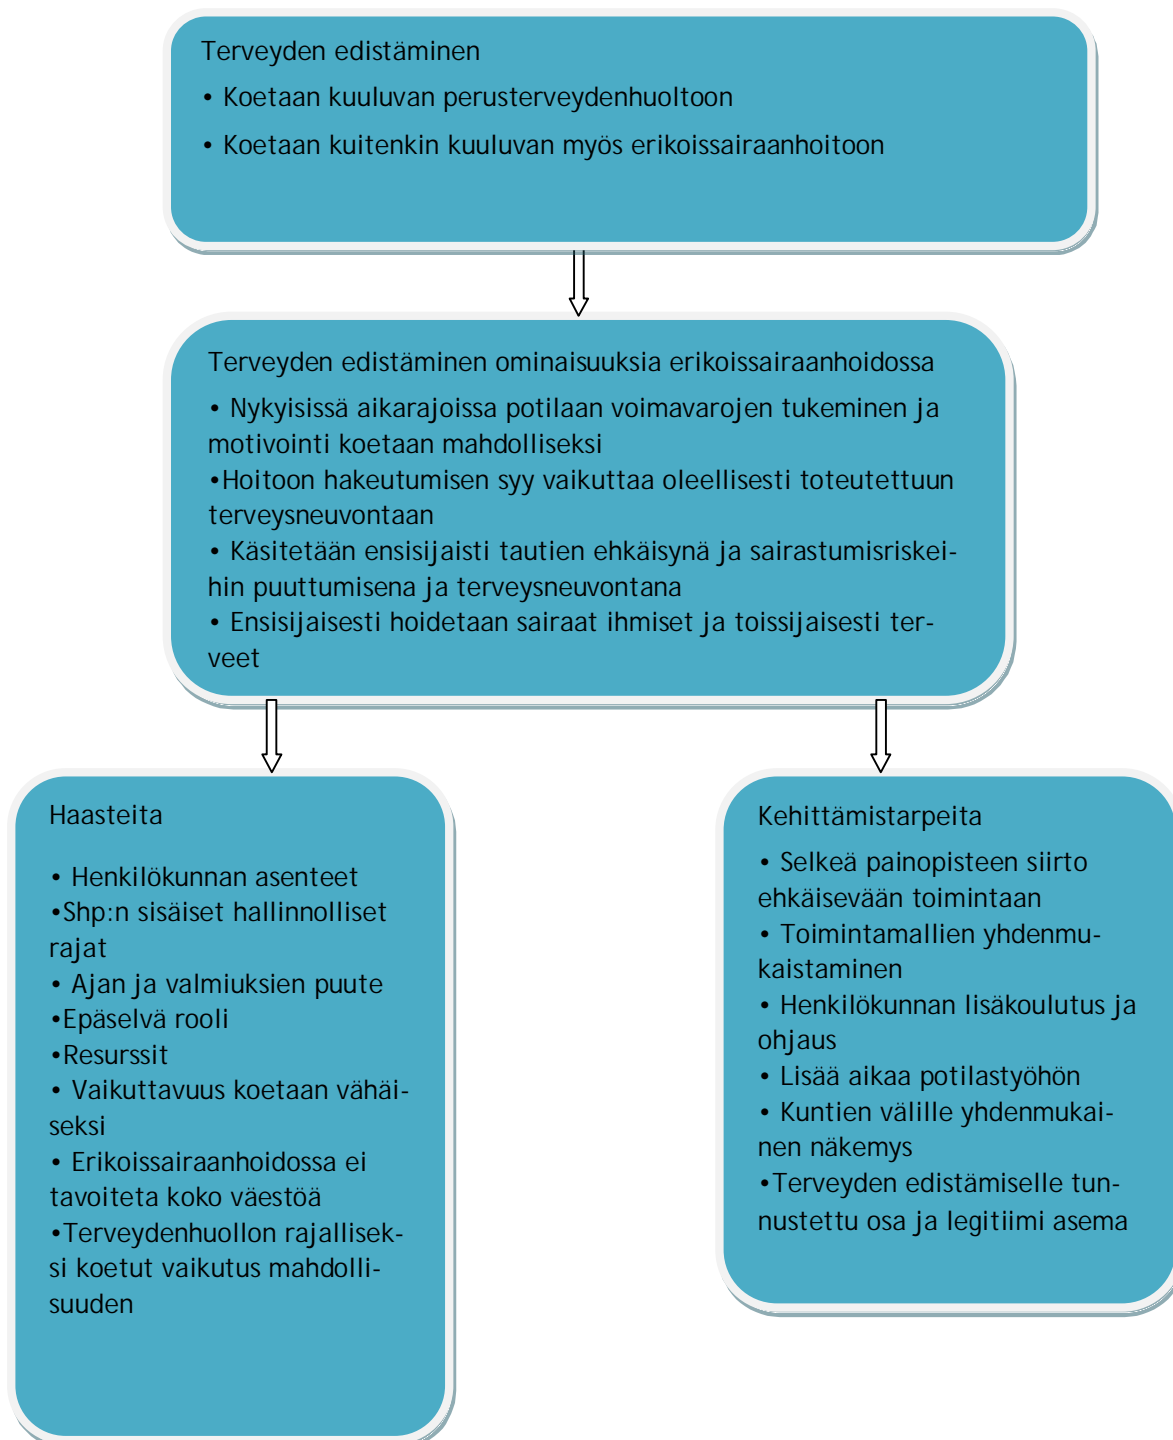 Terveyden edistäminen
• Koetaan kuuluvan perusterveydenhuoltoon
• Koetaan kuitenkin kuuluvan myös erikoissairaanhoitoon
Terveyden edistäminen ominaisuuksia erikoissairaanhoidossa
• Nykyisissä aikarajoissa potilaan voimavarojen tukeminen ja
motivointi koetaan mahdolliseksi
•Hoitoon hakeutumisen syy vaikuttaa oleellisesti toteutettuun
terveysneuvontaan
• Käsitetään ensisijaisti tautien ehkäisynä ja sairastumisriskei-
hin puuttumisena ja terveysneuvontana
• Ensisijaisesti hoidetaan sairaat ihmiset ja toissijaisesti ter-
veet
Haasteita
• Henkilökunnan asenteet
•Shp:n sisäiset hallinnolliset
rajat
• Ajan ja valmiuksien puute
•Epäselvä rooli
•Resurssit
• Vaikuttavuus koetaan vähäi-
seksi
• Erikoissairaanhoidossa ei
tavoiteta koko väestöä
•Terveydenhuollon rajallisek-
si koetut vaikutus mahdolli-
suuden
Kehittämistarpeita
• Selkeä painopisteen siirto
ehkäisevään toimintaan
• Toimintamallien yhdenmu-
kaistaminen
• Henkilökunnan lisäkoulutus ja
ohjaus
• Lisää aikaa potilastyöhön
• Kuntien välille yhdenmukai-
nen näkemys
•Terveyden edistämiselle tun-
nustettu osa ja legitiimi asema